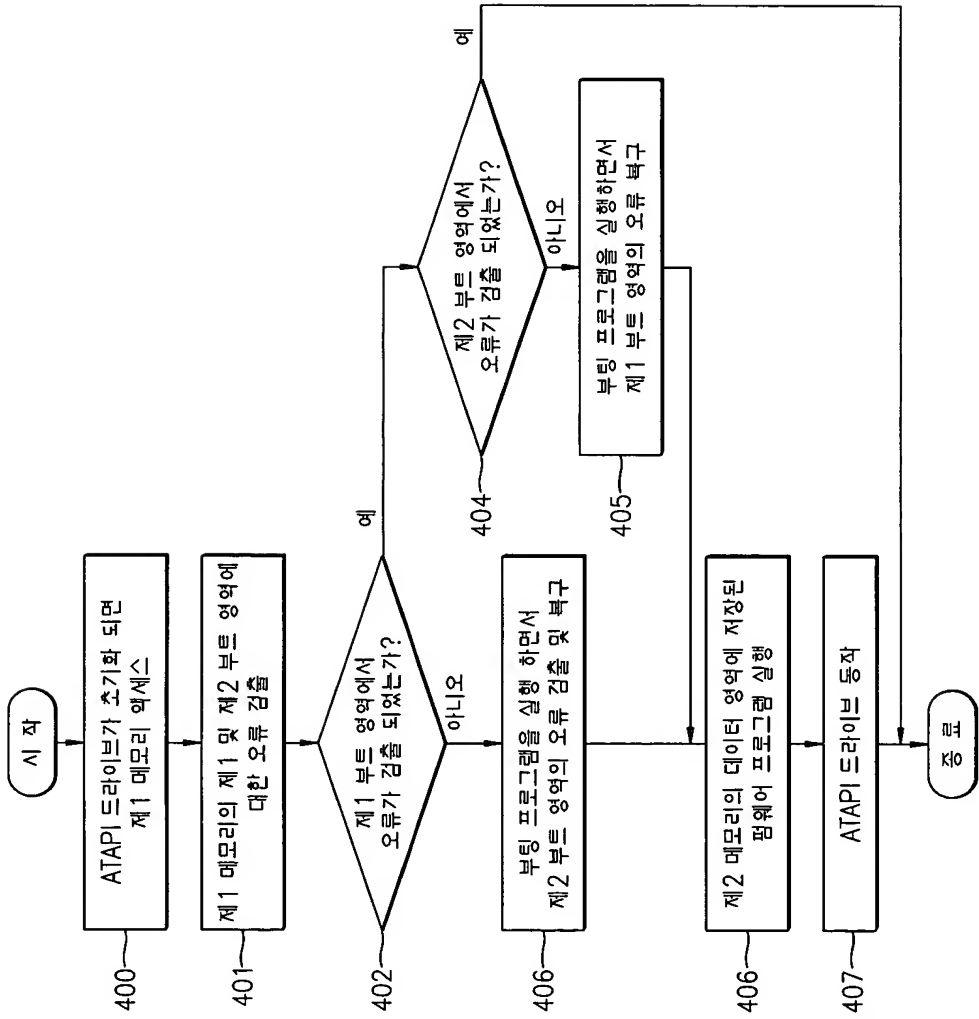 시 작
ATAPI 드라이브가 초기화 되면
제1 메모리 액세스
400
제1 메모리의 제1 및 제2 부트 영역에
대한 오류 검출
401
제1 부트 영역에서
오류가 검출 되었는가?
402
예
아니오
제2 부트 영역에서
오류가 검출 되었는가?
404
예
아니오
부팅 프로그램을 실행하면서
제1 부트 영역의 오류 복구
405
부팅 프로그램을 실행 하면서
제2 부트 영역의 오류 검출 및 복구
406
제2 메모리의 데이터 영역에 저장된
펌웨어 프로그램 실행
406
ATAPI 드라이브 동작
407
종 료